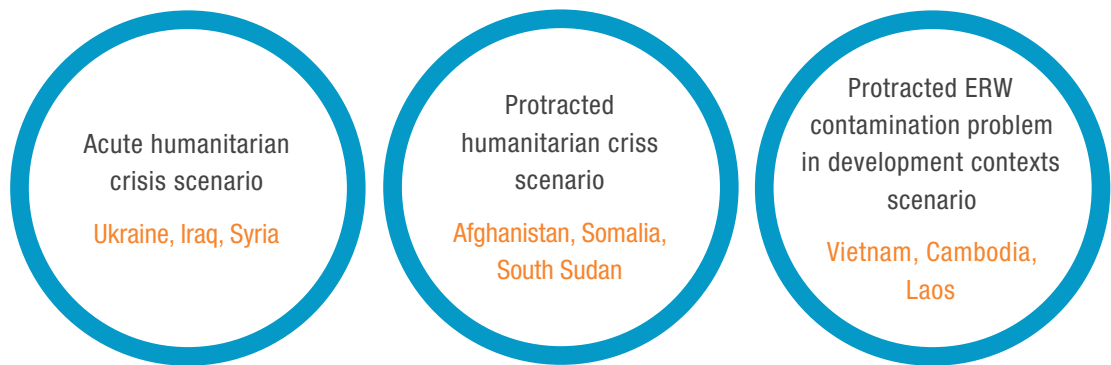 Acute humanitarian
crisis scenario
Ukraine, Iraq, Syria
Protracted
humanitarian criss
scenario
Afghanistan, Somalia,
South Sudan
Protracted ERW
contamination problem
in development contexts
scenario
Vietnam, Cambodia,
Laos